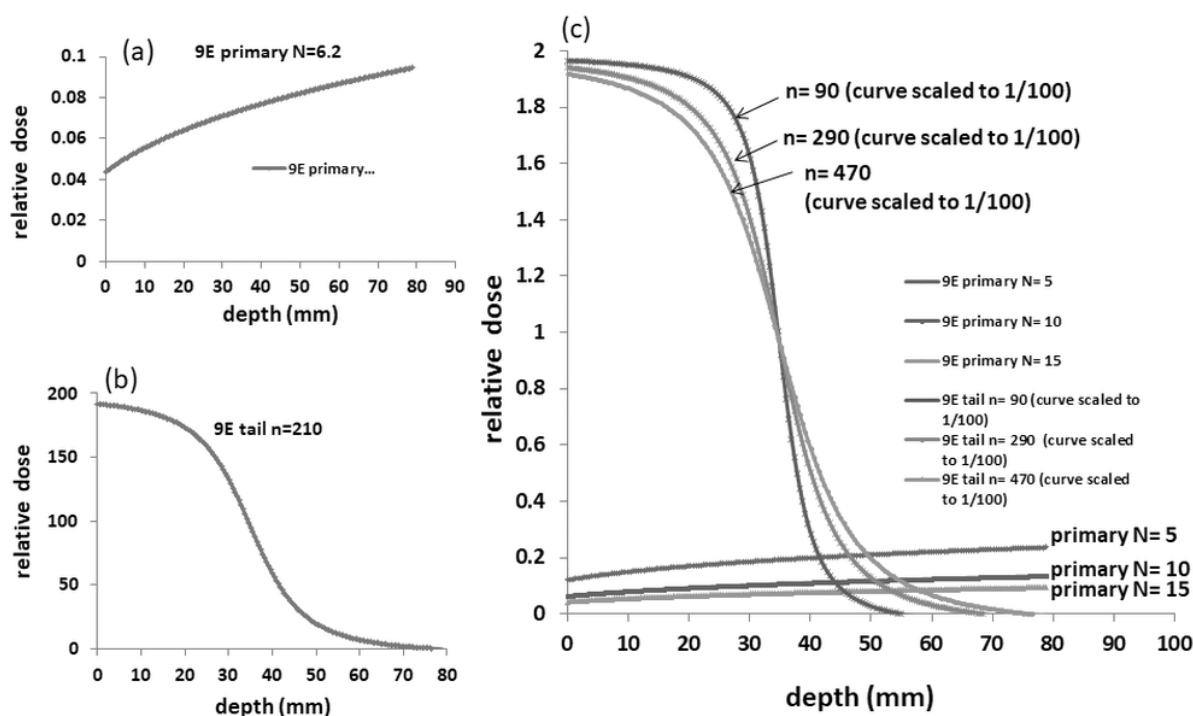 (a)
9E primary N=6.2
0.1
0.08
0.06
0.04
0.02
0
relative dose
9E primary...
0 10 20 30 40 50 60 70 80 90
depth (mm)
(b)
9E tail n=210
200
150
100
50
0
relative dose
0 10 20 30 40 50 60 70 80
depth (mm)
(c)
2
1.8
1.6
1.4
1.2
1
0.8
0.6
0.4
0.2
0
relative dose
n= 90 (curve scaled to 1/100)
n= 290 (curve scaled to 1/100)
n= 470
(curve scaled to 1/100)
9E primary N= 5
9E primary N= 10
9E primary N= 15
9E tail n= 90 (curve scaled to
1/100)
9E tail n= 290 (curve scaled
to 1/100)
9E tail n= 470 (curve scaled
to 1/100)
primary N= 5
primary N= 10
primary N= 15
0 10 20 30 40 50 60 70 80 90 100
depth (mm)